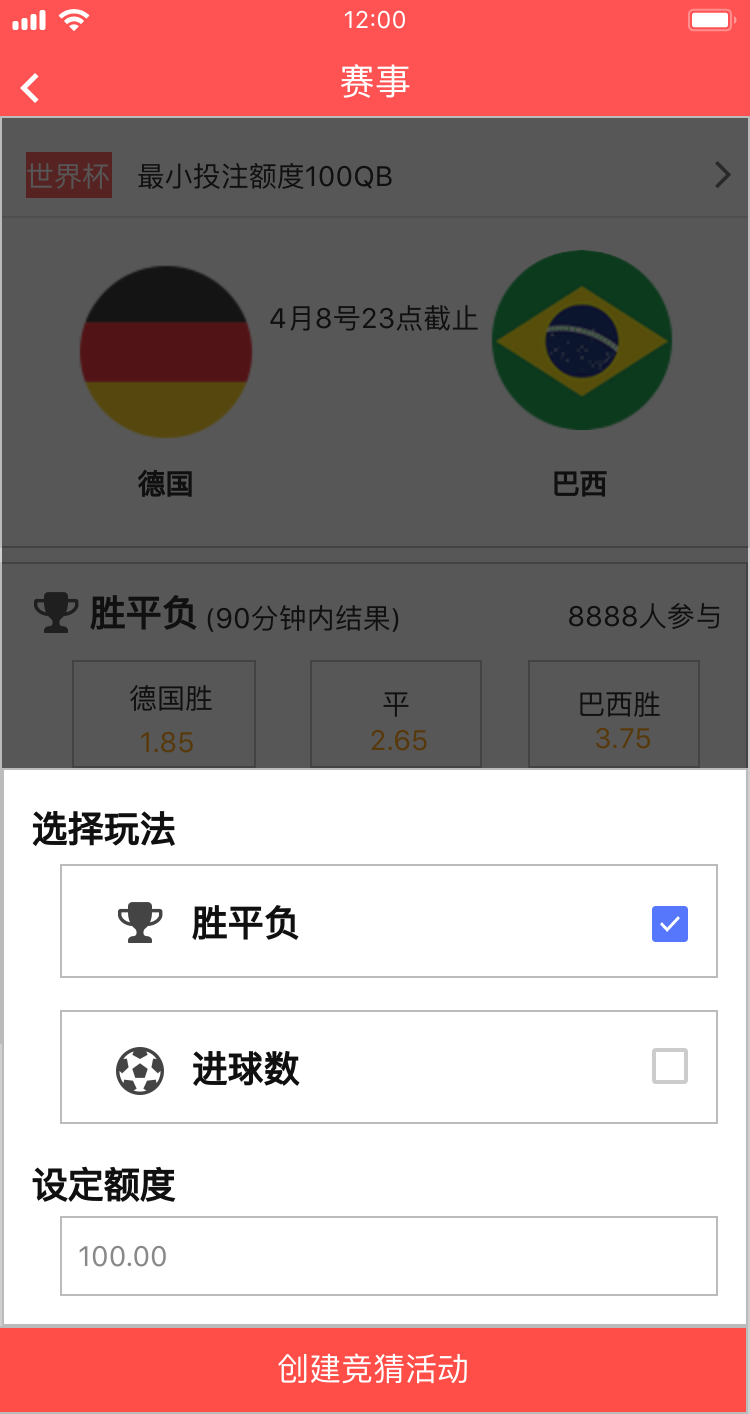 12:00
赛事
世界杯 最小投注额度100QB
4月8号23点截止
德国 巴西
胜平负 (90分钟内结果) 8888人参与
德国胜 平 巴西胜
1.85 2.65 3.75
选择玩法
胜平负
进球数
设定额度
100.00
创建竞猜活动